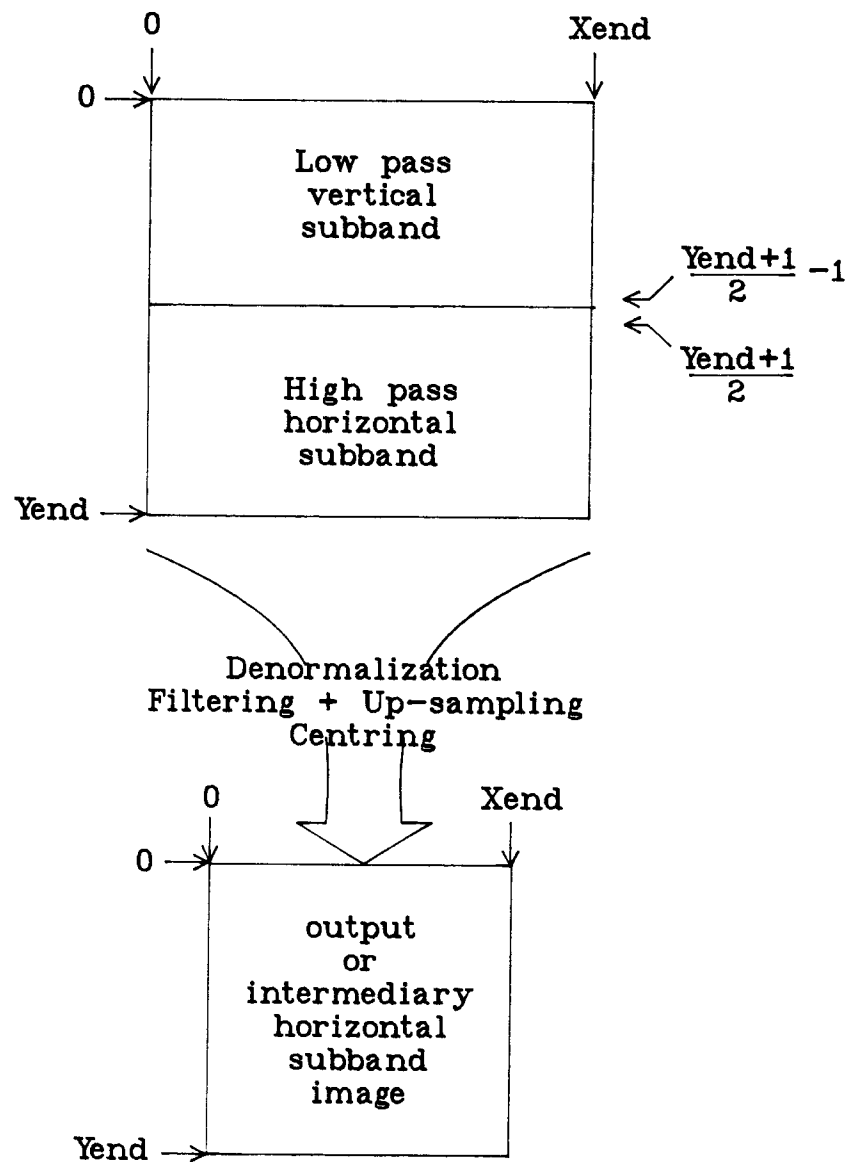 0
Xend
0
Low pass
vertical
subband
Yend+1
2
-1
Yend+1
2
High pass
horizontal
subband
Yend
Denormalization
Filtering + Up-sampling
Centring
0
Xend
0
output
or
intermediary
horizontal
subband
image
Yend